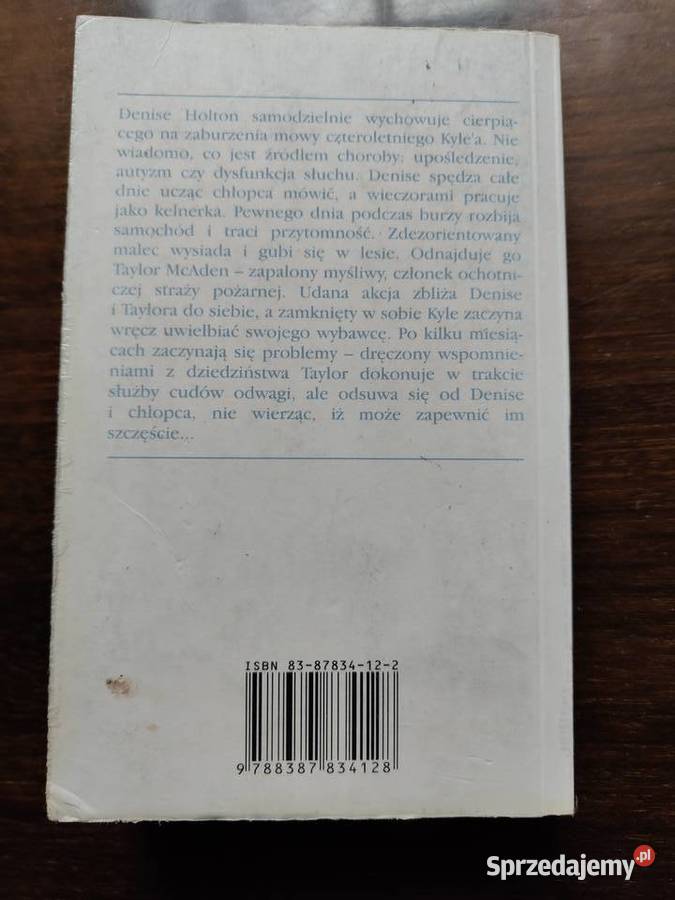 Denise Holton samodzielnie wychowuje cierpią-
cego na zaburzenia mowy czteroletniego Kyle'a. Nie
wiadomo, co jest źródłem choroby: upośledzenie,
autyzm czy dysfunkcja słuchu. Denise spędza całe
dnie ucząc chłopca mówić, a wieczorami pracuje
jako kelnerka. Pewnego dnia podczas burzy rozbija
samochód i traci przytomność. Zdezorientowany
malec wysiada i gubi się w lesie. Odnajduje go
Taylor McAden – zapalony myśliwy, członek ochotni-
czej straży pożarnej. Udana akcja zbliża Denise
i Taylora do siebie, a zamknięty w sobie Kyle zaczyna
wręcz uwielbiać swojego wybawcę. Po kilku miesią-
cach zaczynają się problemy – dręczony wspomnie-
niami z dziedziństwa Taylor dokonuje w trakcie
służby cudów odwagi, ale odsuwa się od Denise
i chłopca, nie wierząc, iż może zapewnić im
szczęście...
ISBN 83-87834-12-2
9 788387 834128
Sprzedajemy.pl